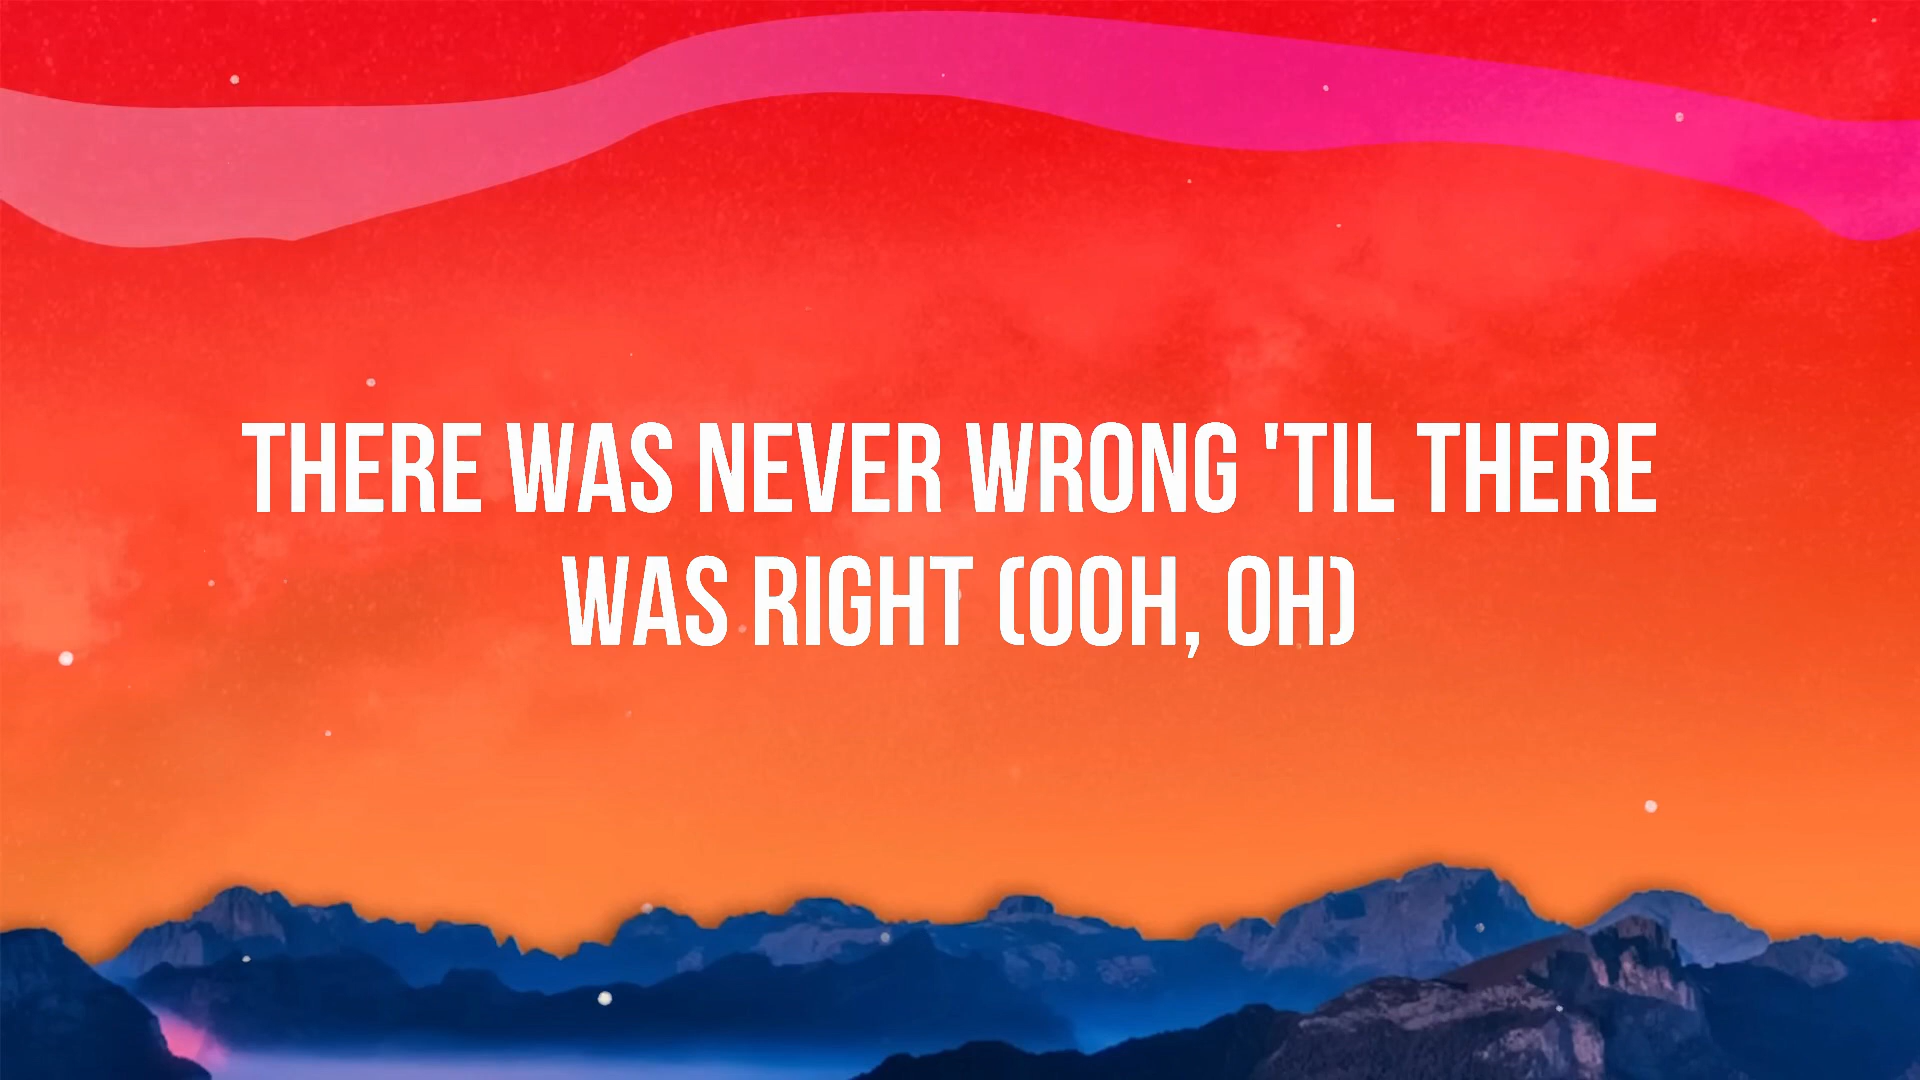 THERE WAS NEVER WRONG 'TIL THERE
WAS RIGHT (OOH, OH)